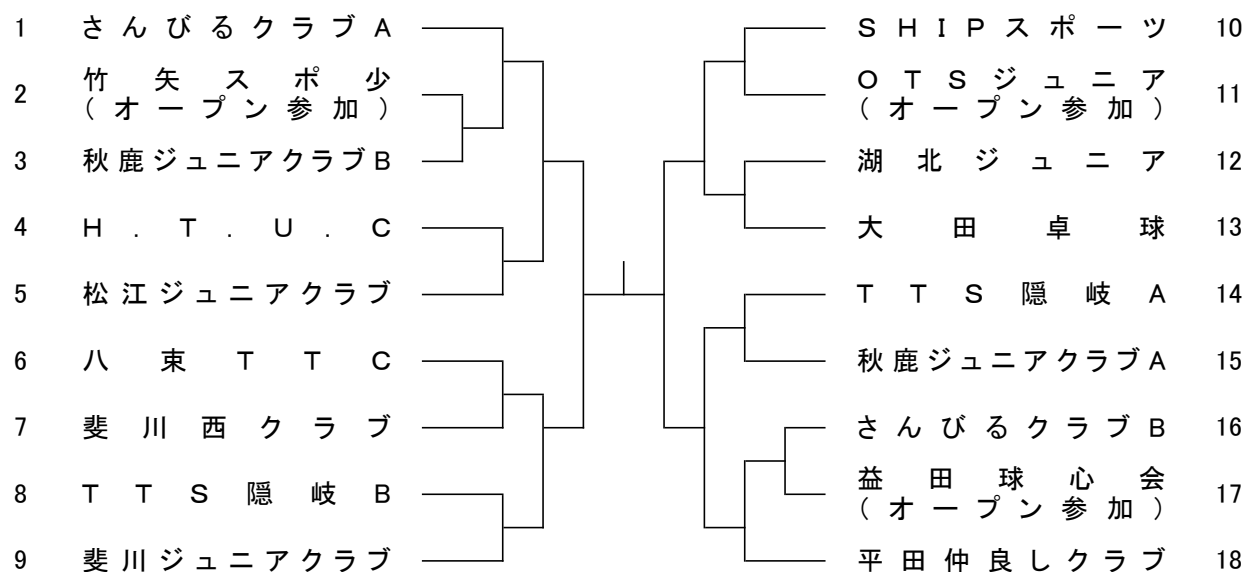 1 さんびるクラブA
2 竹矢スポ少
(オープン参加)
3 秋鹿ジュニアクラブB
4 H.T.U.C
5 松江ジュニアクラブ
6 八束TTC
7 斐川西クラブ
8 TTS隠岐B
9 斐川ジュニアクラブ
SHIPスポーツ 10
OTSジュニア
(オープン参加) 11
湖北ジュニア 12
大田卓球 13
TTS隠岐A 14
秋鹿ジュニアクラブA 15
さんびるクラブB 16
益田球心会
(オープン参加) 17
平田仲良しクラブ 18